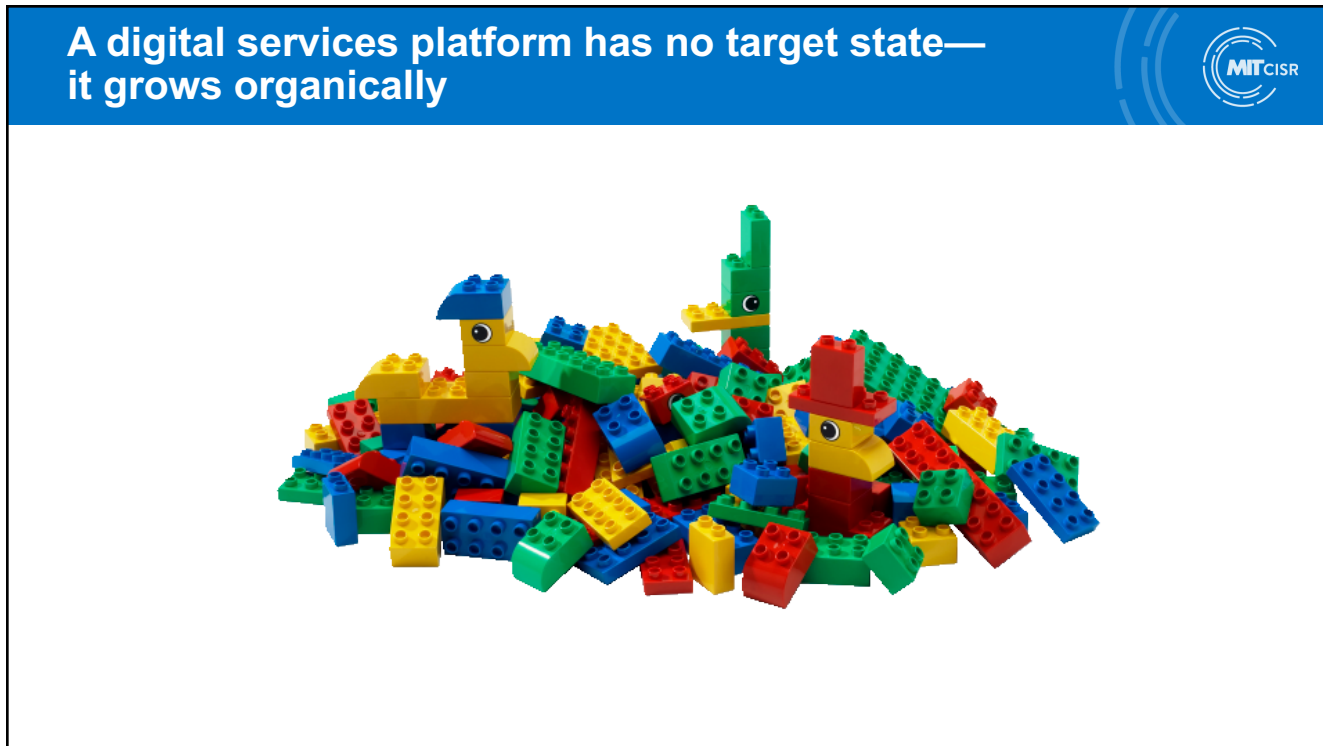 A digital services platform has no target state—
it grows organically
MIT CISR